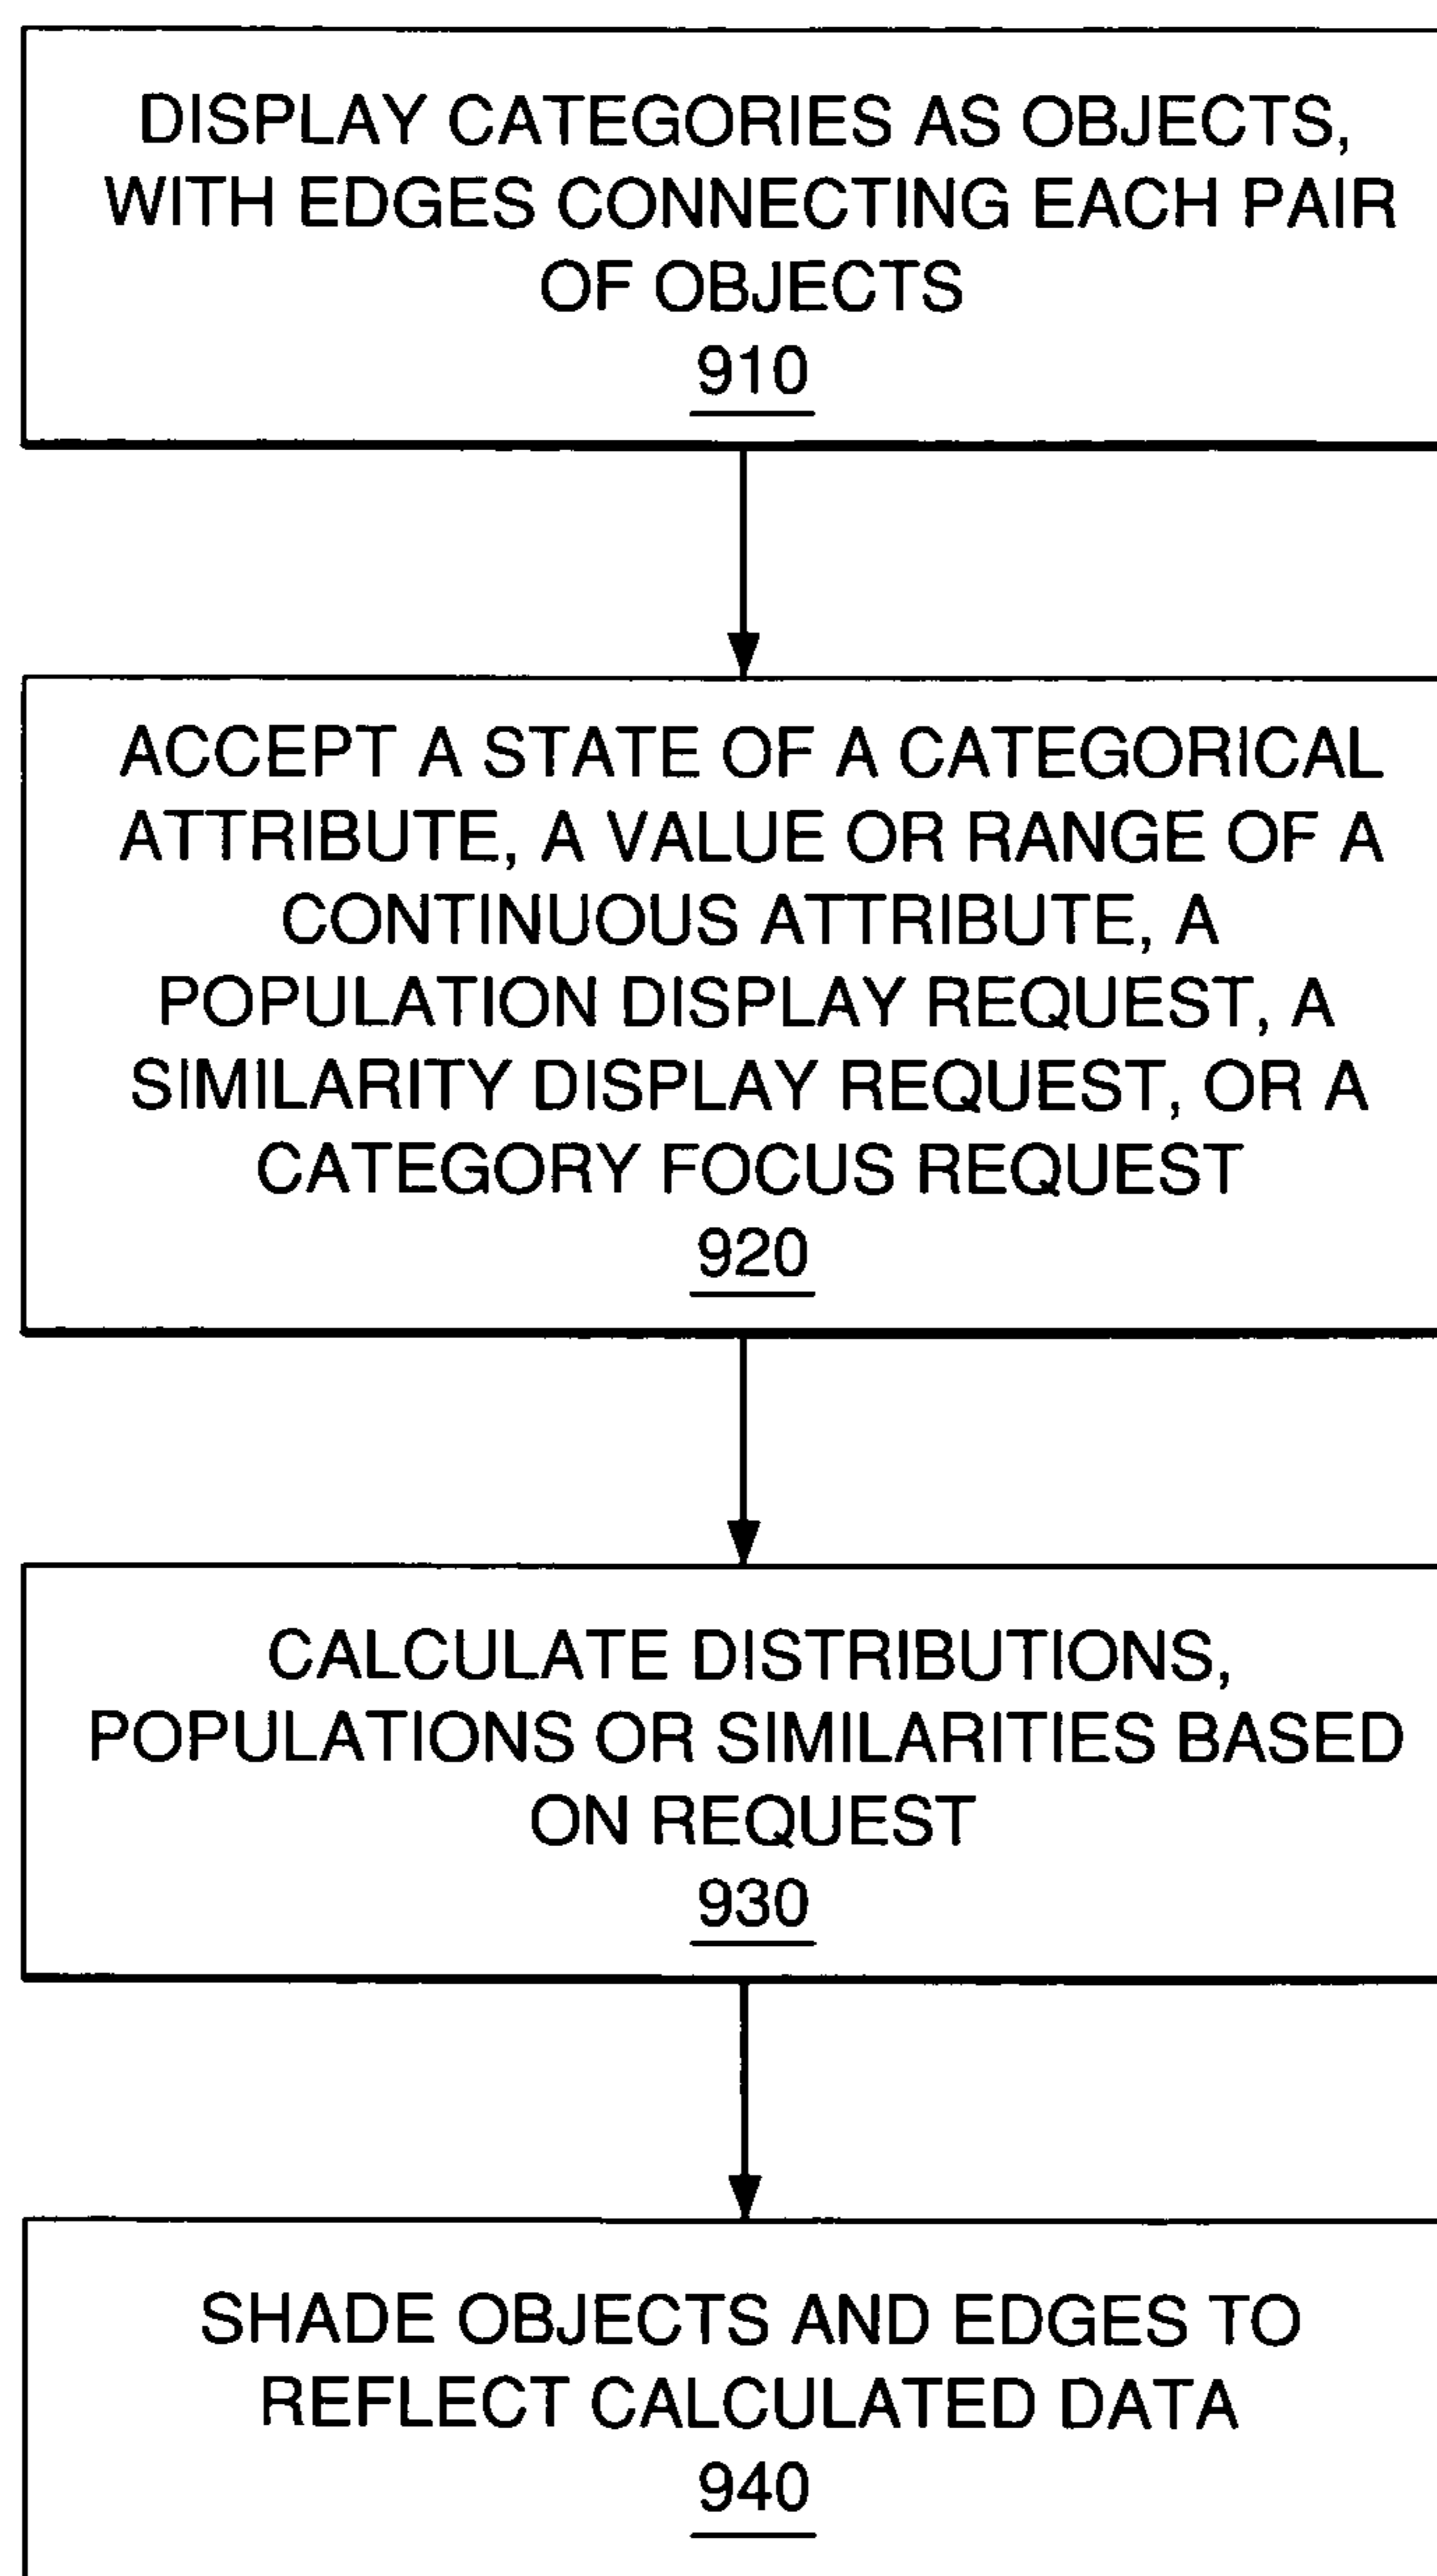 DISPLAY CATEGORIES AS OBJECTS,
WITH EDGES CONNECTING EACH PAIR
OF OBJECTS
910
ACCEPT A STATE OF A CATEGORICAL
ATTRIBUTE, A VALUE OR RANGE OF A
CONTINUOUS ATTRIBUTE, A
POPULATION DISPLAY REQUEST, A
SIMILARITY DISPLAY REQUEST, OR A
CATEGORY FOCUS REQUEST
920
CALCULATE DISTRIBUTIONS,
POPULATIONS OR SIMILARITIES BASED
ON REQUEST
930
SHADE OBJECTS AND EDGES TO
REFLECT CALCULATED DATA
940